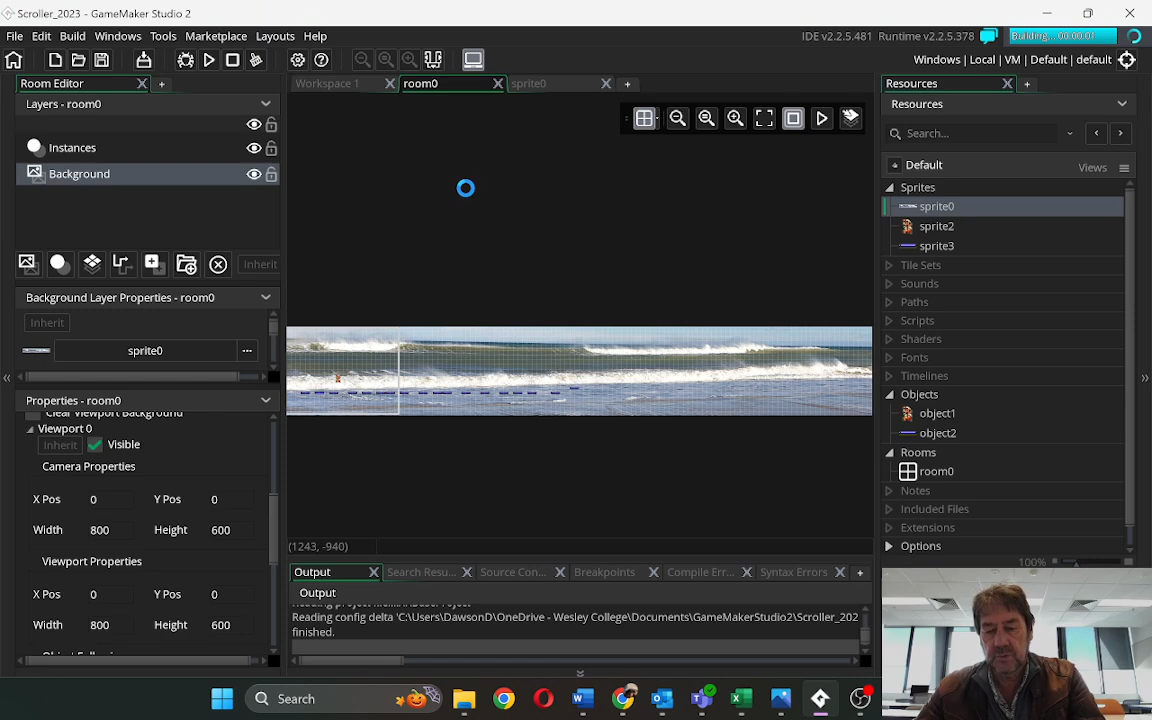 Scroller_2023 - GameMaker Studio 2
File Edit Build Windows Tools Marketplace Layouts Help
IDE v2.2.5.481 Runtime v2.2.5.378 Building... 00:00:01
Windows | Local | VM | Default | default
Room Editor
Workspace 1 room0 sprite0
Resources
Layers - room0
Resources
Search...
Instances
Default
Views
Background
Sprites
sprite0
sprite2
sprite3
Inherit
Tile Sets
Sounds
Background Layer Properties - room0
Paths
Inherit
Scripts
Shaders
sprite0
Fonts
Timelines
Properties - room0
Objects
Clear Viewport Background
object1
Viewport 0
object2
Inherit Visible
Rooms
Camera Properties
room0
Notes
X Pos 0 Y Pos 0
Included Files
Width 800 Height 600
Extensions
(1243, -940)
Options
Viewport Properties
100%
Output Search Resu... Source Con... Breakpoints Compile Err... Syntax Errors
Output
X Pos 0 Y Pos 0
Reading config delta 'C:\Users\DawsonD\OneDrive - Wesley College\Documents\GameMakerStudio2\Scroller_202
Width 800 Height 600
finished.
Search